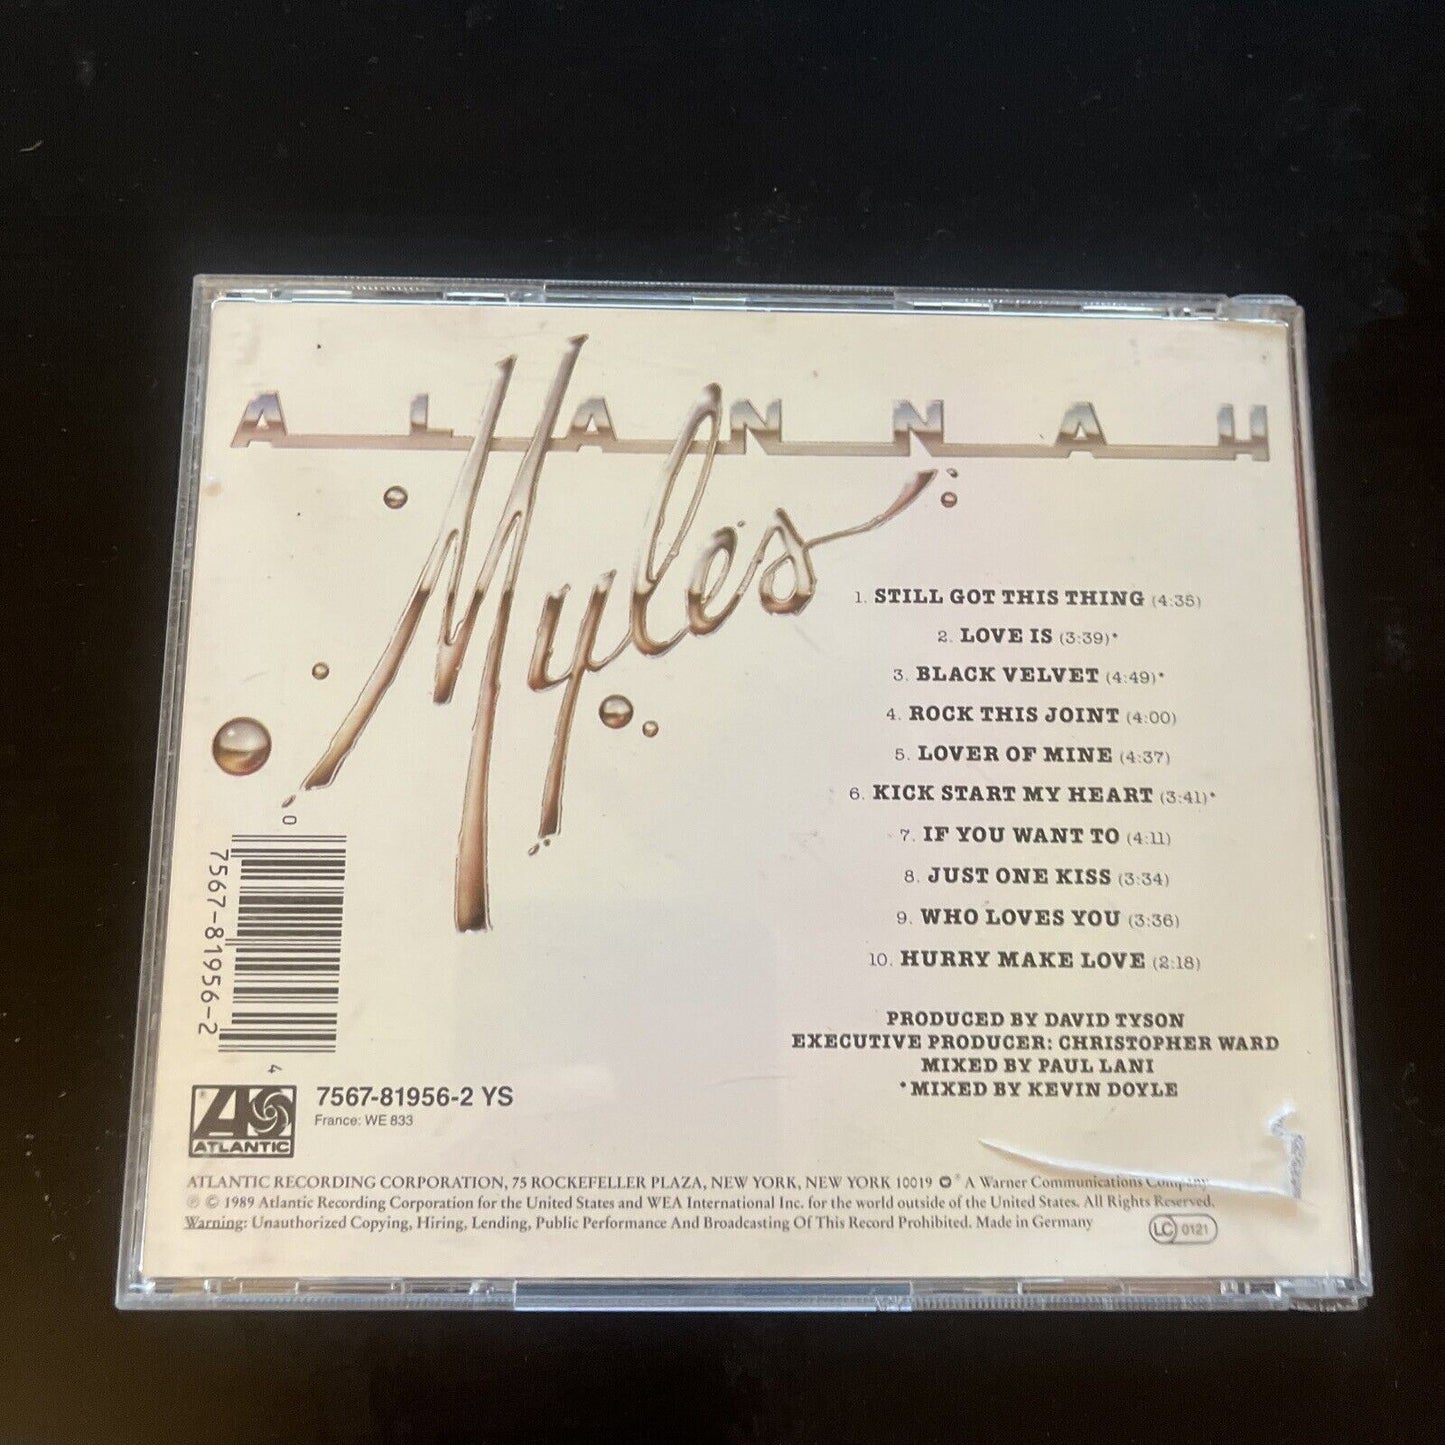 ALANNAH
Myles
1. STILL GOT THIS THING (4:35)
2. LOVE IS (3:39)*
3. BLACK VELVET (4:49)*
4. ROCK THIS JOINT (4:00)
5. LOVER OF MINE (4:37)
6. KICK START MY HEART (3:41)*
7. IF YOU WANT TO (4:11)
8. JUST ONE KISS (3:34)
9. WHO LOVES YOU (3:36)
10. HURRY MAKE LOVE (2:18)
PRODUCED BY DAVID TYSON
EXECUTIVE PRODUCER: CHRISTOPHER WARD
MIXED BY PAUL LANI
*MIXED BY KEVIN DOYLE
0 7567-81956-2 4
ATLANTIC
7567-81956-2 YS
France: WE 833
ATLANTIC RECORDING CORPORATION, 75 ROCKEFELLER PLAZA, NEW YORK, NEW YORK 10019 ® A Warner Communications Company
℗ © 1989 Atlantic Recording Corporation for the United States and WEA International Inc. for the world outside of the United States. All Rights Reserved.
Warning: Unauthorized Copying, Hiring, Lending, Public Performance And Broadcasting Of This Record Prohibited. Made in Germany
LC 0121